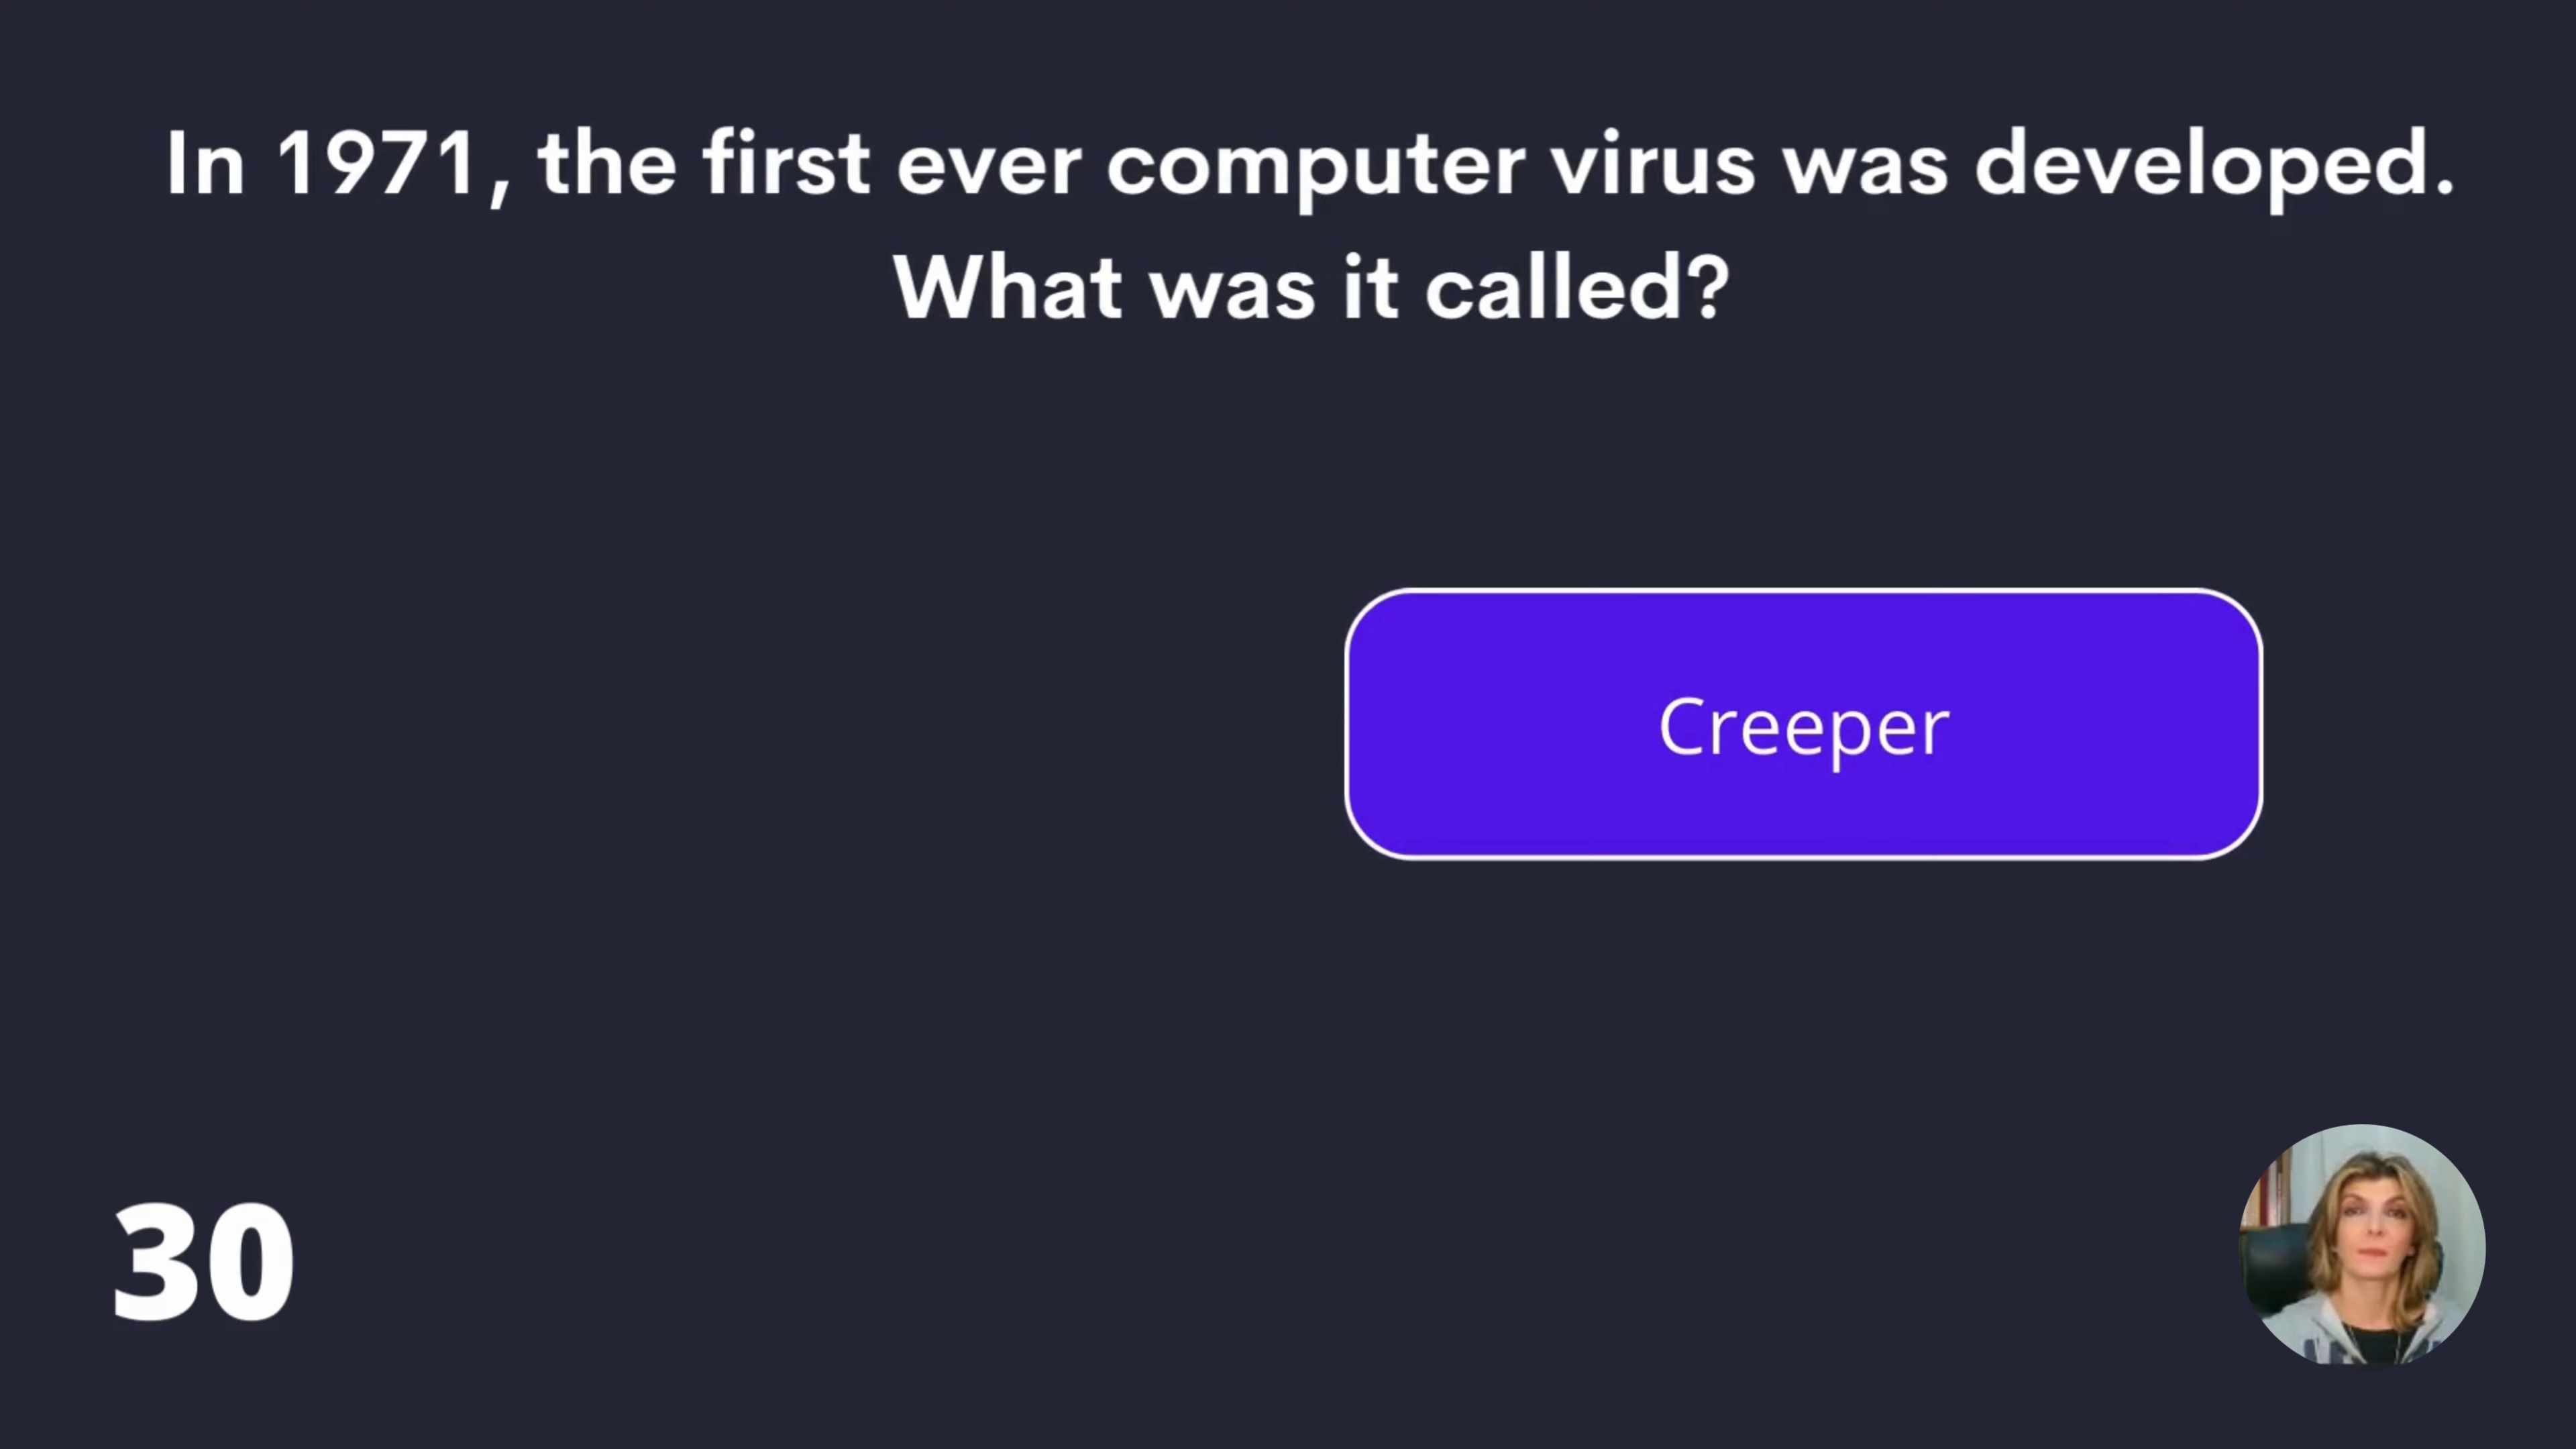 In 1971, the first ever computer virus was developed.
What was it called?
Creeper
30